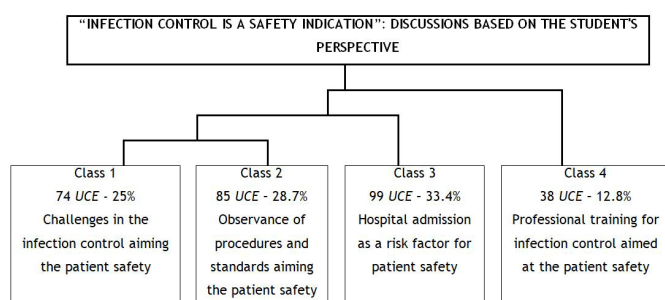 “INFECTION CONTROL IS A SAFETY INDICATION”: DISCUSSIONS BASED ON THE STUDENT'S
PERSPECTIVE
Class 1
74 UCE - 25%
Challenges in the
infection control aiming
the patient safety
Class 2
85 UCE - 28.7%
Observance of
procedures and
standards aiming
the patient safety
Class 3
99 UCE - 33.4%
Hospital admission
as a risk factor for
patient safety
Class 4
38 UCE - 12.8%
Professional training for
infection control aimed
at the patient safety